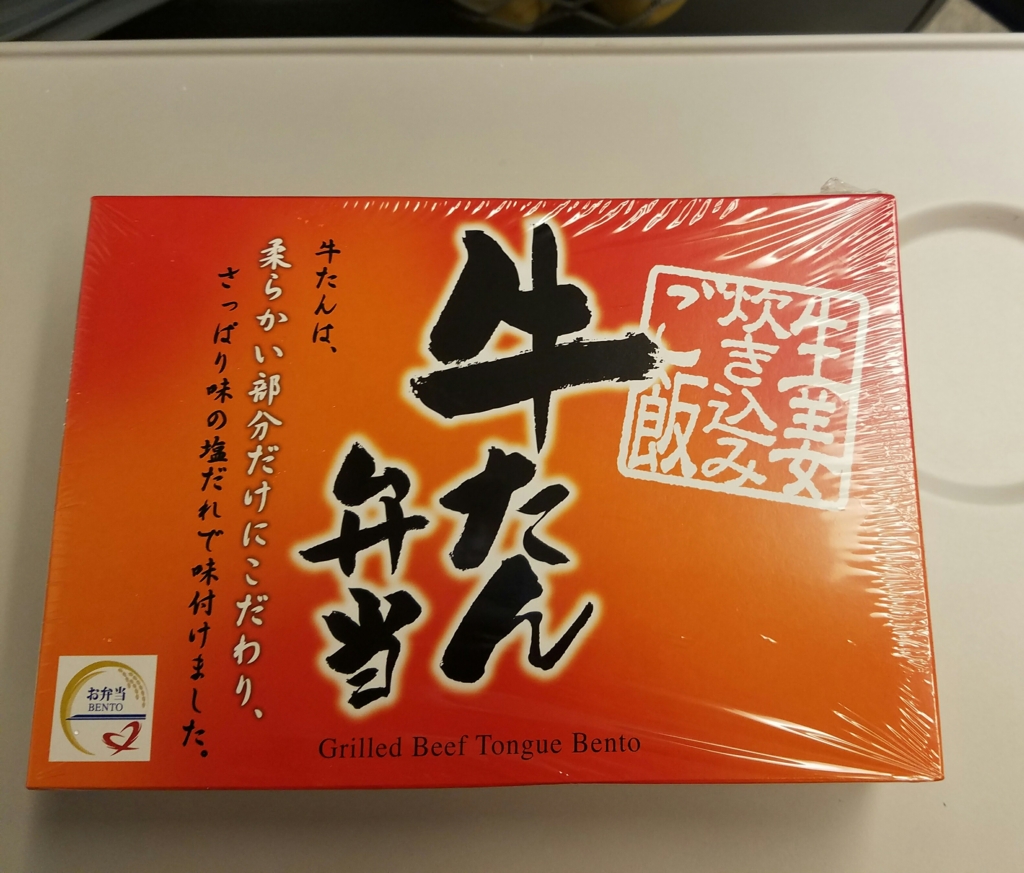 生姜
炊き込み
ご飯
牛たん
弁当
牛たんは、
柔らかい部分だけにこだわり、
さっぱり味の塩だれで味付けました。
Grilled Beef Tongue Bento
お弁当
BENTO